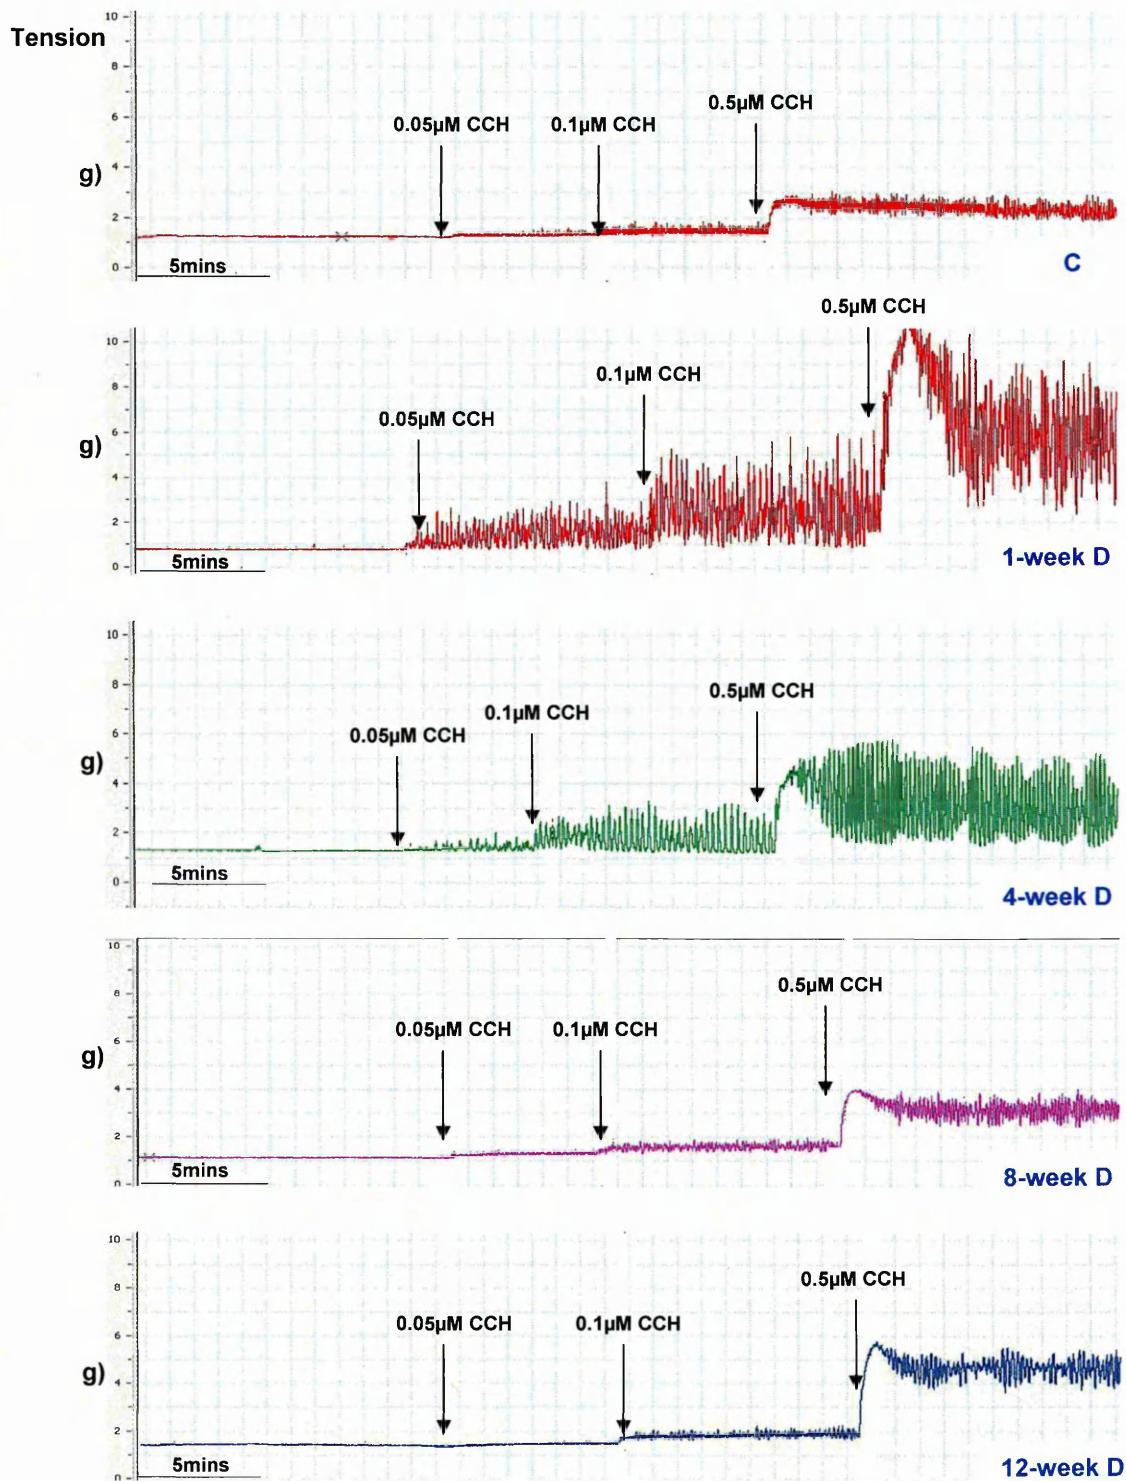 10
Tension
8
0.5µM CCH
6
0.05µM CCH 0.1µM CCH
g)
4
2
0
5mins
C
0.5µM CCH
10
0.1µM CCH
8
0.05µM CCH
6
g)
4
2
0
5mins
1-week D
10
8
0.5µM CCH
0.1µM CCH
6
0.05µM CCH
g)
4
2
0
5mins
4-week D
10
0.5µM CCH
8
0.05µM CCH 0.1µM CCH
6
g)
4
2
5mins
0
8-week D
10
0.5µM CCH
8
0.05µM CCH 0.1µM CCH
6
g)
4
2
5mins
0
12-week D